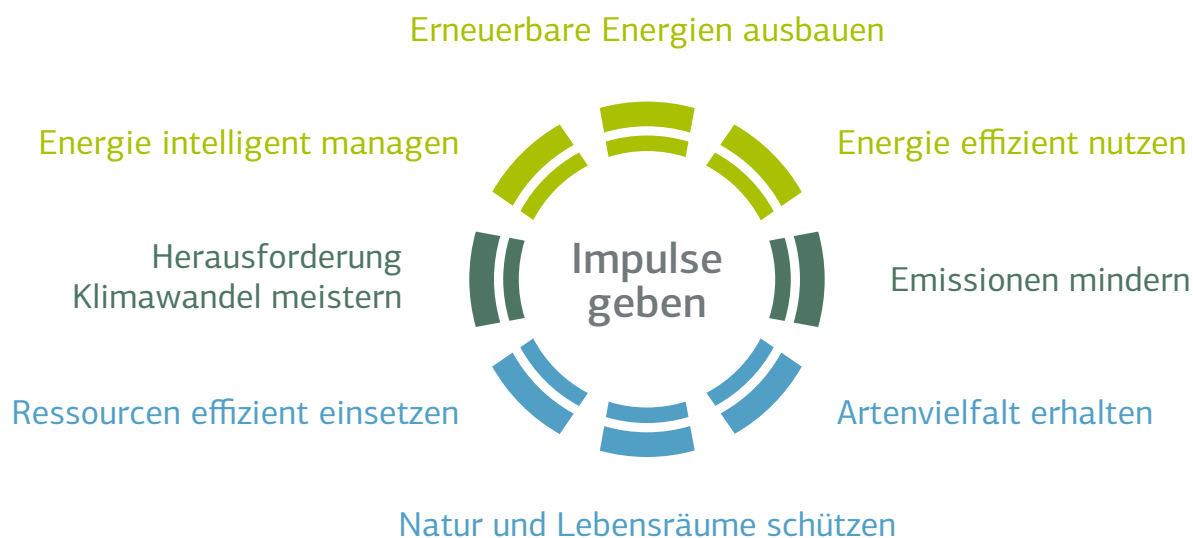 Erneuerbare Energien ausbauen
Energie intelligent managen
Energie effizient nutzen
Herausforderung
Klimawandel meistern
Impulse
geben
Emissionen mindern
Ressourcen effizient einsetzen
Artenvielfalt erhalten
Natur und Lebensräume schützen